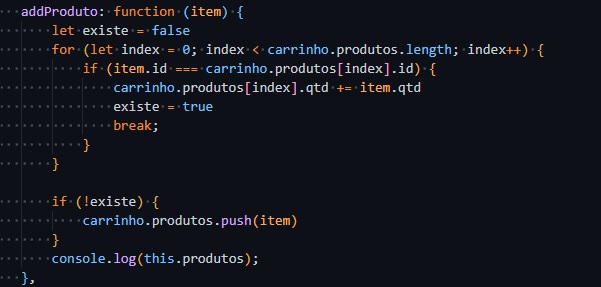 addProduto: function (item) {
let existe = false
for (let index = 0; index < carrinho.produtos.length; index++) {
if (item.id === carrinho.produtos[index].id) {
carrinho.produtos[index].qtd += item.qtd
existe = true
break;
}
}
if (!existe) {
carrinho.produtos.push(item)
}
console.log(this.produtos);
},